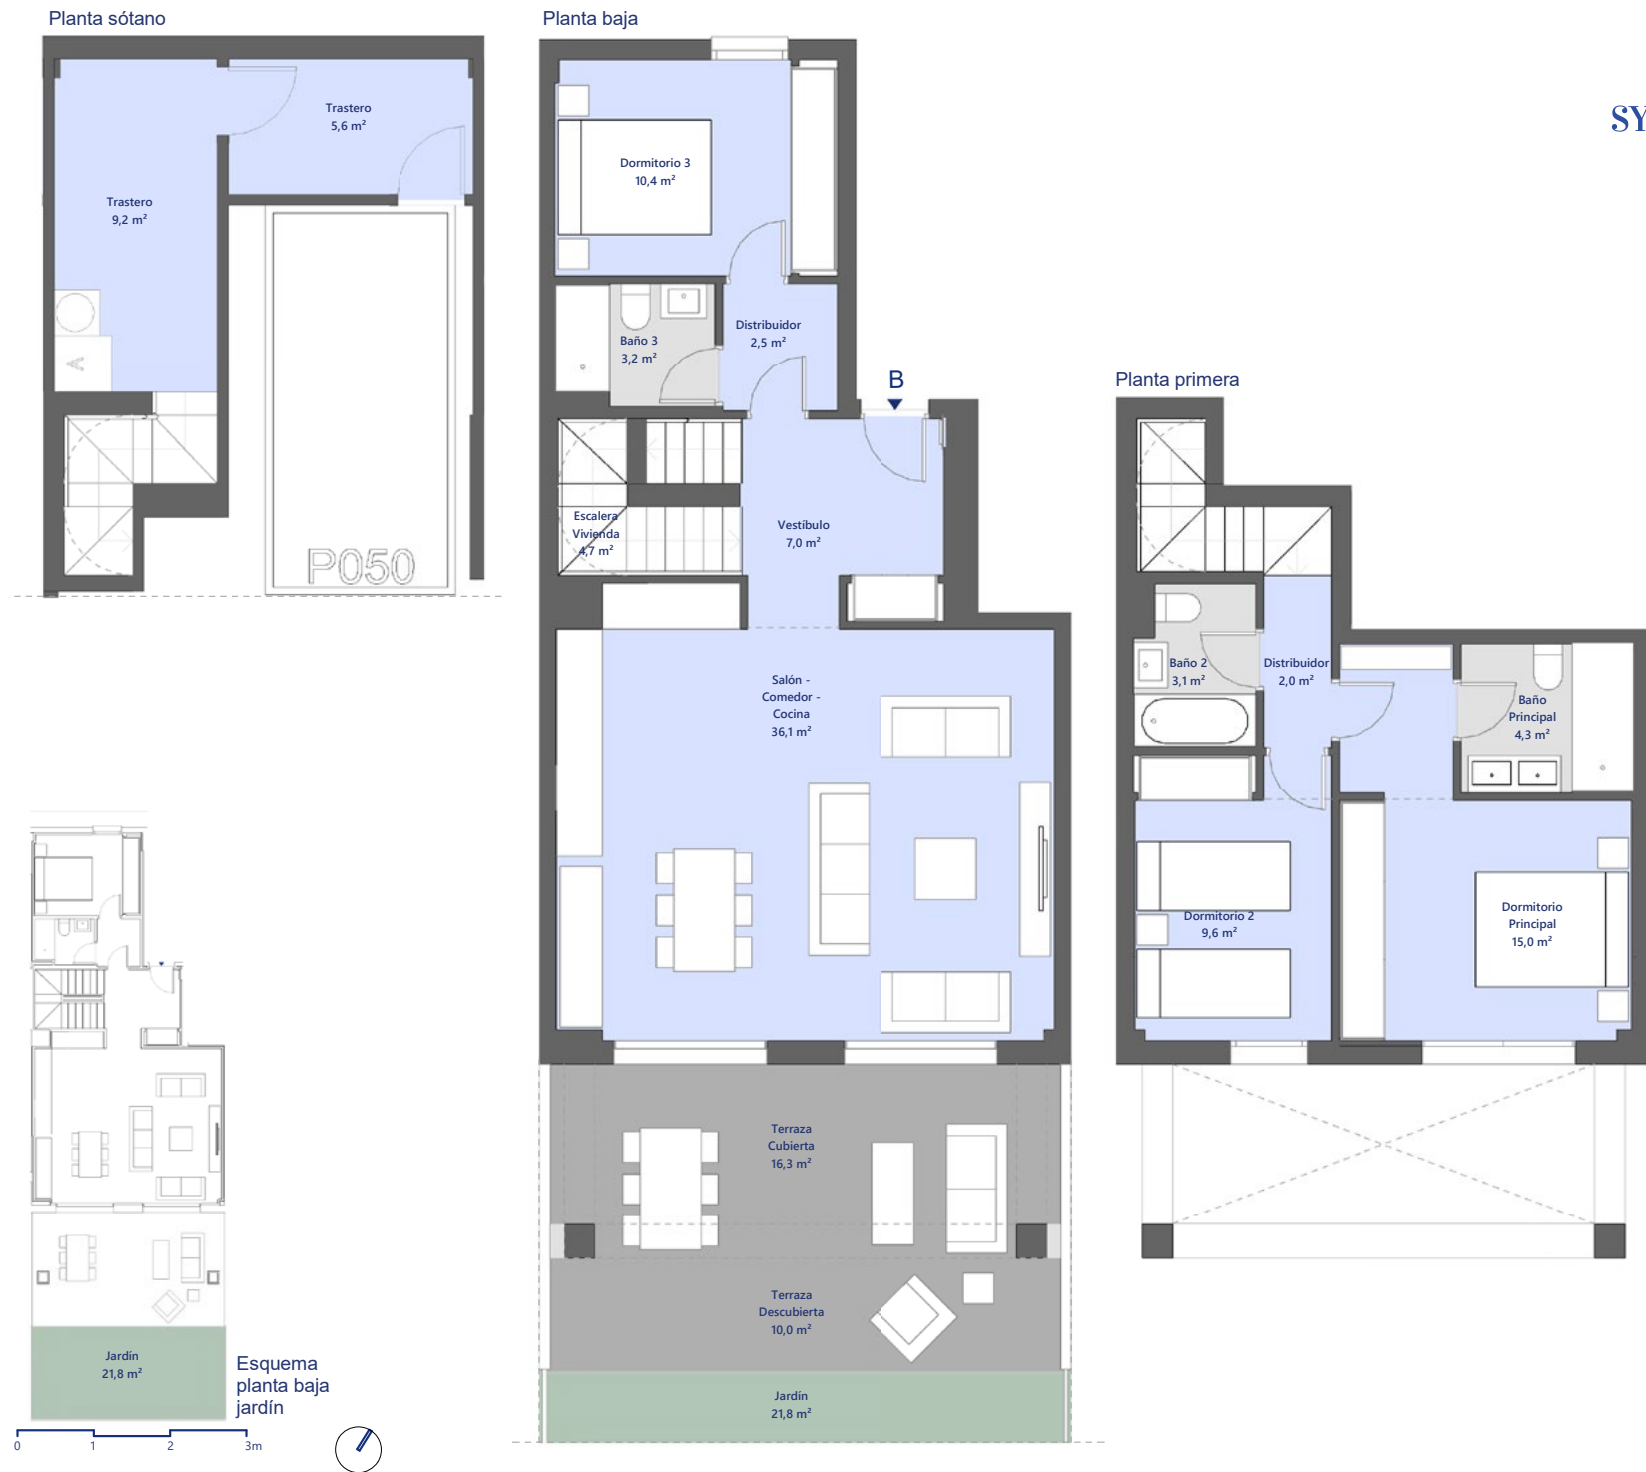 Planta sótano
Trastero
5,6 m²
Trastero
9,2 m²
A
P050
Planta baja
Dormitorio 3
10,4 m²
Baño 3
3,2 m²
Distribuidor
2,5 m²
B
Escalera
Vivienda
4,7 m²
Vestíbulo
7,0 m²
Salón -
Comedor -
Cocina
36,1 m²
Terraza
Cubierta
16,3 m²
Terraza
Descubierta
10,0 m²
Jardín
21,8 m²
SY
Planta primera
Baño 2
3,1 m²
Distribuidor
2,0 m²
Baño
Principal
4,3 m²
Dormitorio 2
9,6 m²
Dormitorio
Principal
15,0 m²
Jardín
21,8 m²
Esquema
planta baja
jardín
0 1 2 3m